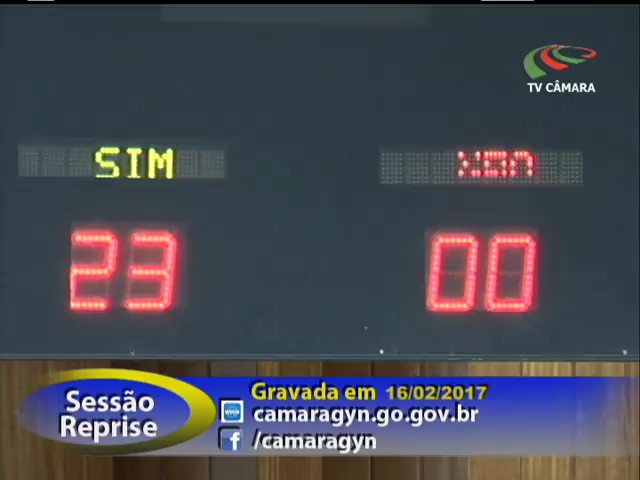 TV CÂMARA
SIM
23
00
Sessão
Reprise
Gravada em 16/02/2017
camaragyn.go.gov.br
/camaragyn